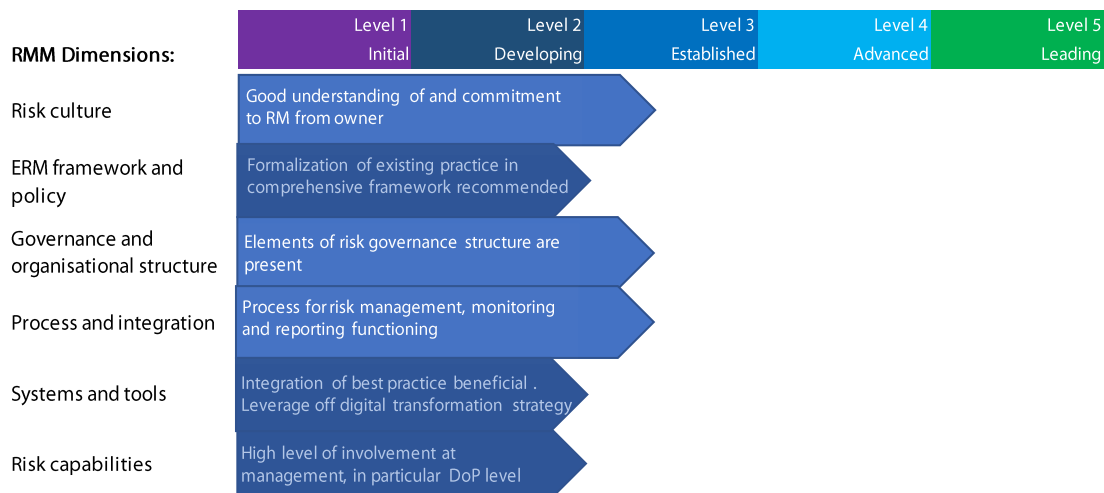 Level 1 Level 2 Level 3 Level 4 Level 5
RMM Dimensions: Initial Developing Established Advanced Leading
Risk culture
Good understanding of and commitment
to RM from owner
ERM framework and
policy
Formalization of existing practice in
comprehensive framework recommended
Governance and
organisational structure
Elements of risk governance structure are
present
Process and integration
Process for risk management, monitoring
and reporting functioning
Systems and tools
Integration of best practice beneficial .
Leverage off digital transformation strategy
Risk capabilities
High level of involvement at
management, in particular DoP level